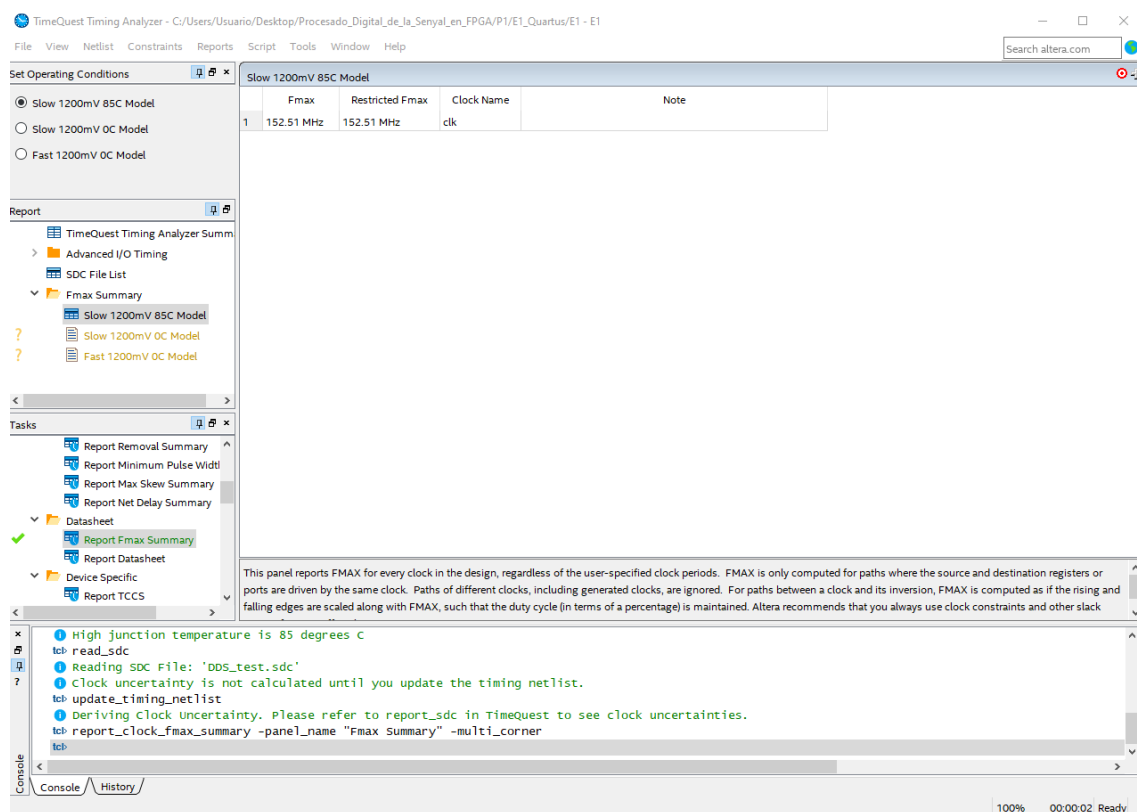 TimeQuest Timing Analyzer - C:/Users/Usuario/Desktop/Procesado_Digital_de_la_Senyal_en_FPGA/P1/E1_Quartus/E1 - E1
File View Netlist Constraints Reports Script Tools Window Help
Search altera.com
Set Operating Conditions
Slow 1200mV 85C Model
Slow 1200mV 0C Model
Fast 1200mV 0C Model
Report
TimeQuest Timing Analyzer Summ
Advanced I/O Timing
SDC File List
Fmax Summary
Slow 1200mV 85C Model
? Slow 1200mV 0C Model
? Fast 1200mV 0C Model
Tasks
Report Removal Summary
Report Minimum Pulse Widtl
Report Max Skew Summary
Report Net Delay Summary
Datasheet
Report Fmax Summary
Report Datasheet
Device Specific
Report TCCS
Slow 1200mV 85C Model
Fmax Restricted Fmax Clock Name Note
1 152.51 MHz 152.51 MHz clk
This panel reports FMAX for every clock in the design, regardless of the user-specified clock periods. FMAX is only computed for paths where the source and destination registers or
ports are driven by the same clock. Paths of different clocks, including generated clocks, are ignored. For paths between a clock and its inversion, FMAX is computed as if the rising and
falling edges are scaled along with FMAX, such that the duty cycle (in terms of a percentage) is maintained. Altera recommends that you always use clock constraints and other slack
High junction temperature is 85 degrees C
tcl> read_sdc
Reading SDC File: 'DDS_test.sdc'
Clock uncertainty is not calculated until you update the timing netlist.
tcl> update_timing_netlist
Deriving Clock Uncertainty. Please refer to report_sdc in TimeQuest to see clock uncertainties.
tcl> report_clock_fmax_summary -panel_name "Fmax Summary" -multi_corner
tcl>
?
Console
Console History
100% 00:00:02 Ready